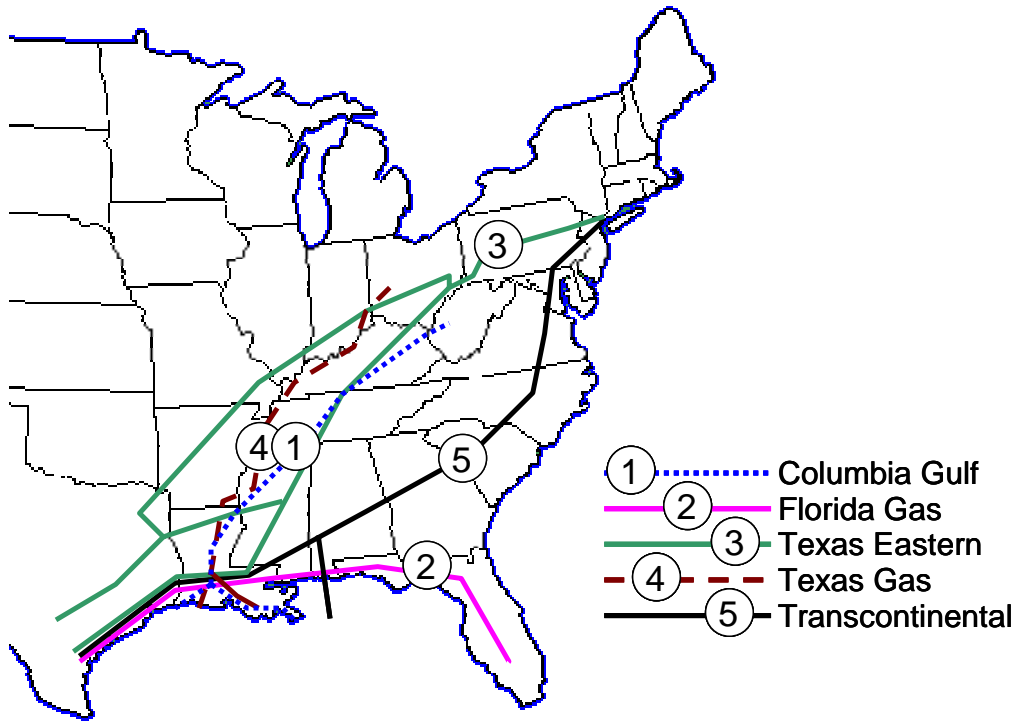 3
4 1
5
2
1 Columbia Gulf
2 Florida Gas
3 Texas Eastern
4 Texas Gas
5 Transcontinental